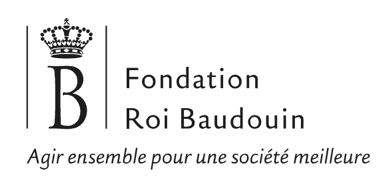 B
Fondation
Roi Baudouin
Agir ensemble pour une société meilleure